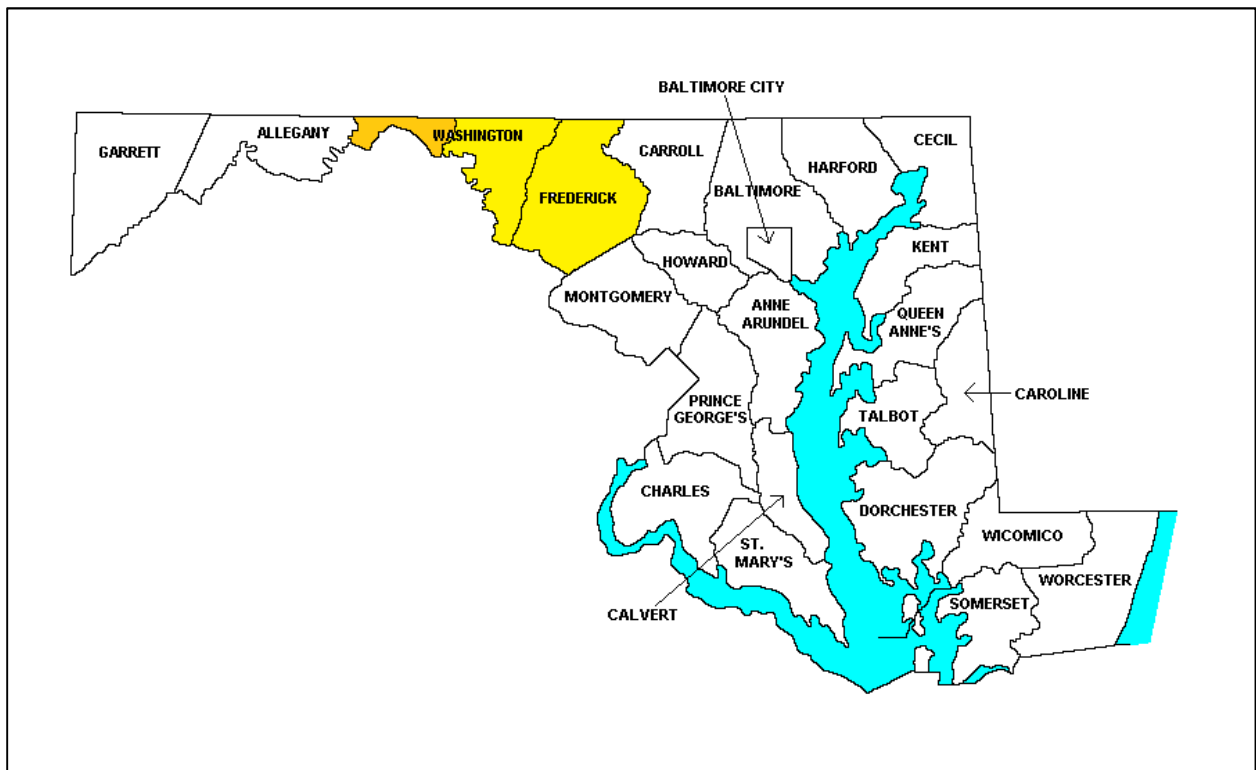 BALTIMORE CITY
ALLEGANY
WASHINGTON
CECIL
GARRETT
CARROLL
HARFORD
BALTIMORE
FREDERICK
KENT
HOWARD
MONTGOMERY
ANNE
ARUNDEL
QUEEN
ANNE'S
CAROLINE
PRINCE
GEORGE'S
TALBOT
CHARLES
DORCHESTER
WICOMICO
ST.
MARY'S
WORCESTER
SOMERSET
CALVERT